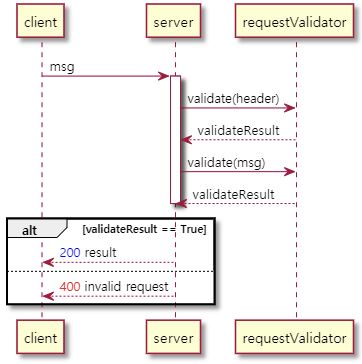 client server requestValidator
msg
validate(header)
validateResult
validate(msg)
validateResult
alt [validateResult == True]
200 result
400 invalid request
client server requestValidator